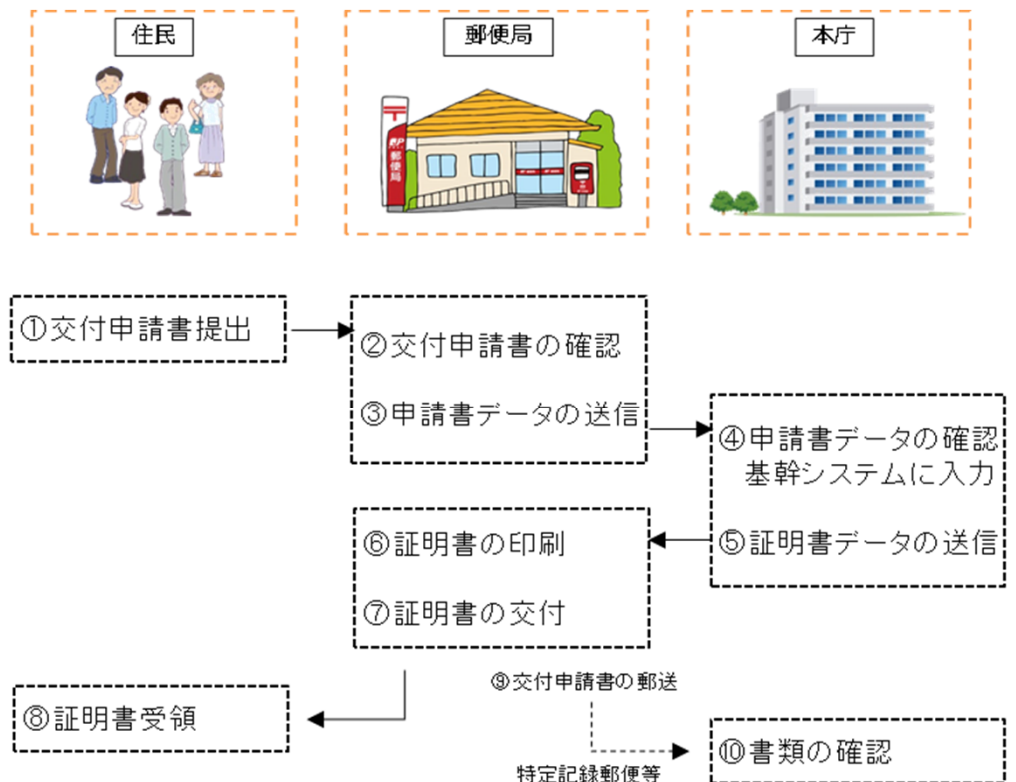 住民
郵便局
本庁
〒
郵便局
①交付申請書提出
②交付申請書の確認
③申請書データの送信
④申請書データの確認
基幹システムに入力
⑤証明書データの送信
⑥証明書の印刷
⑦証明書の交付
⑧証明書受領
⑨交付申請書の郵送
特定記録郵便等
⑩書類の確認